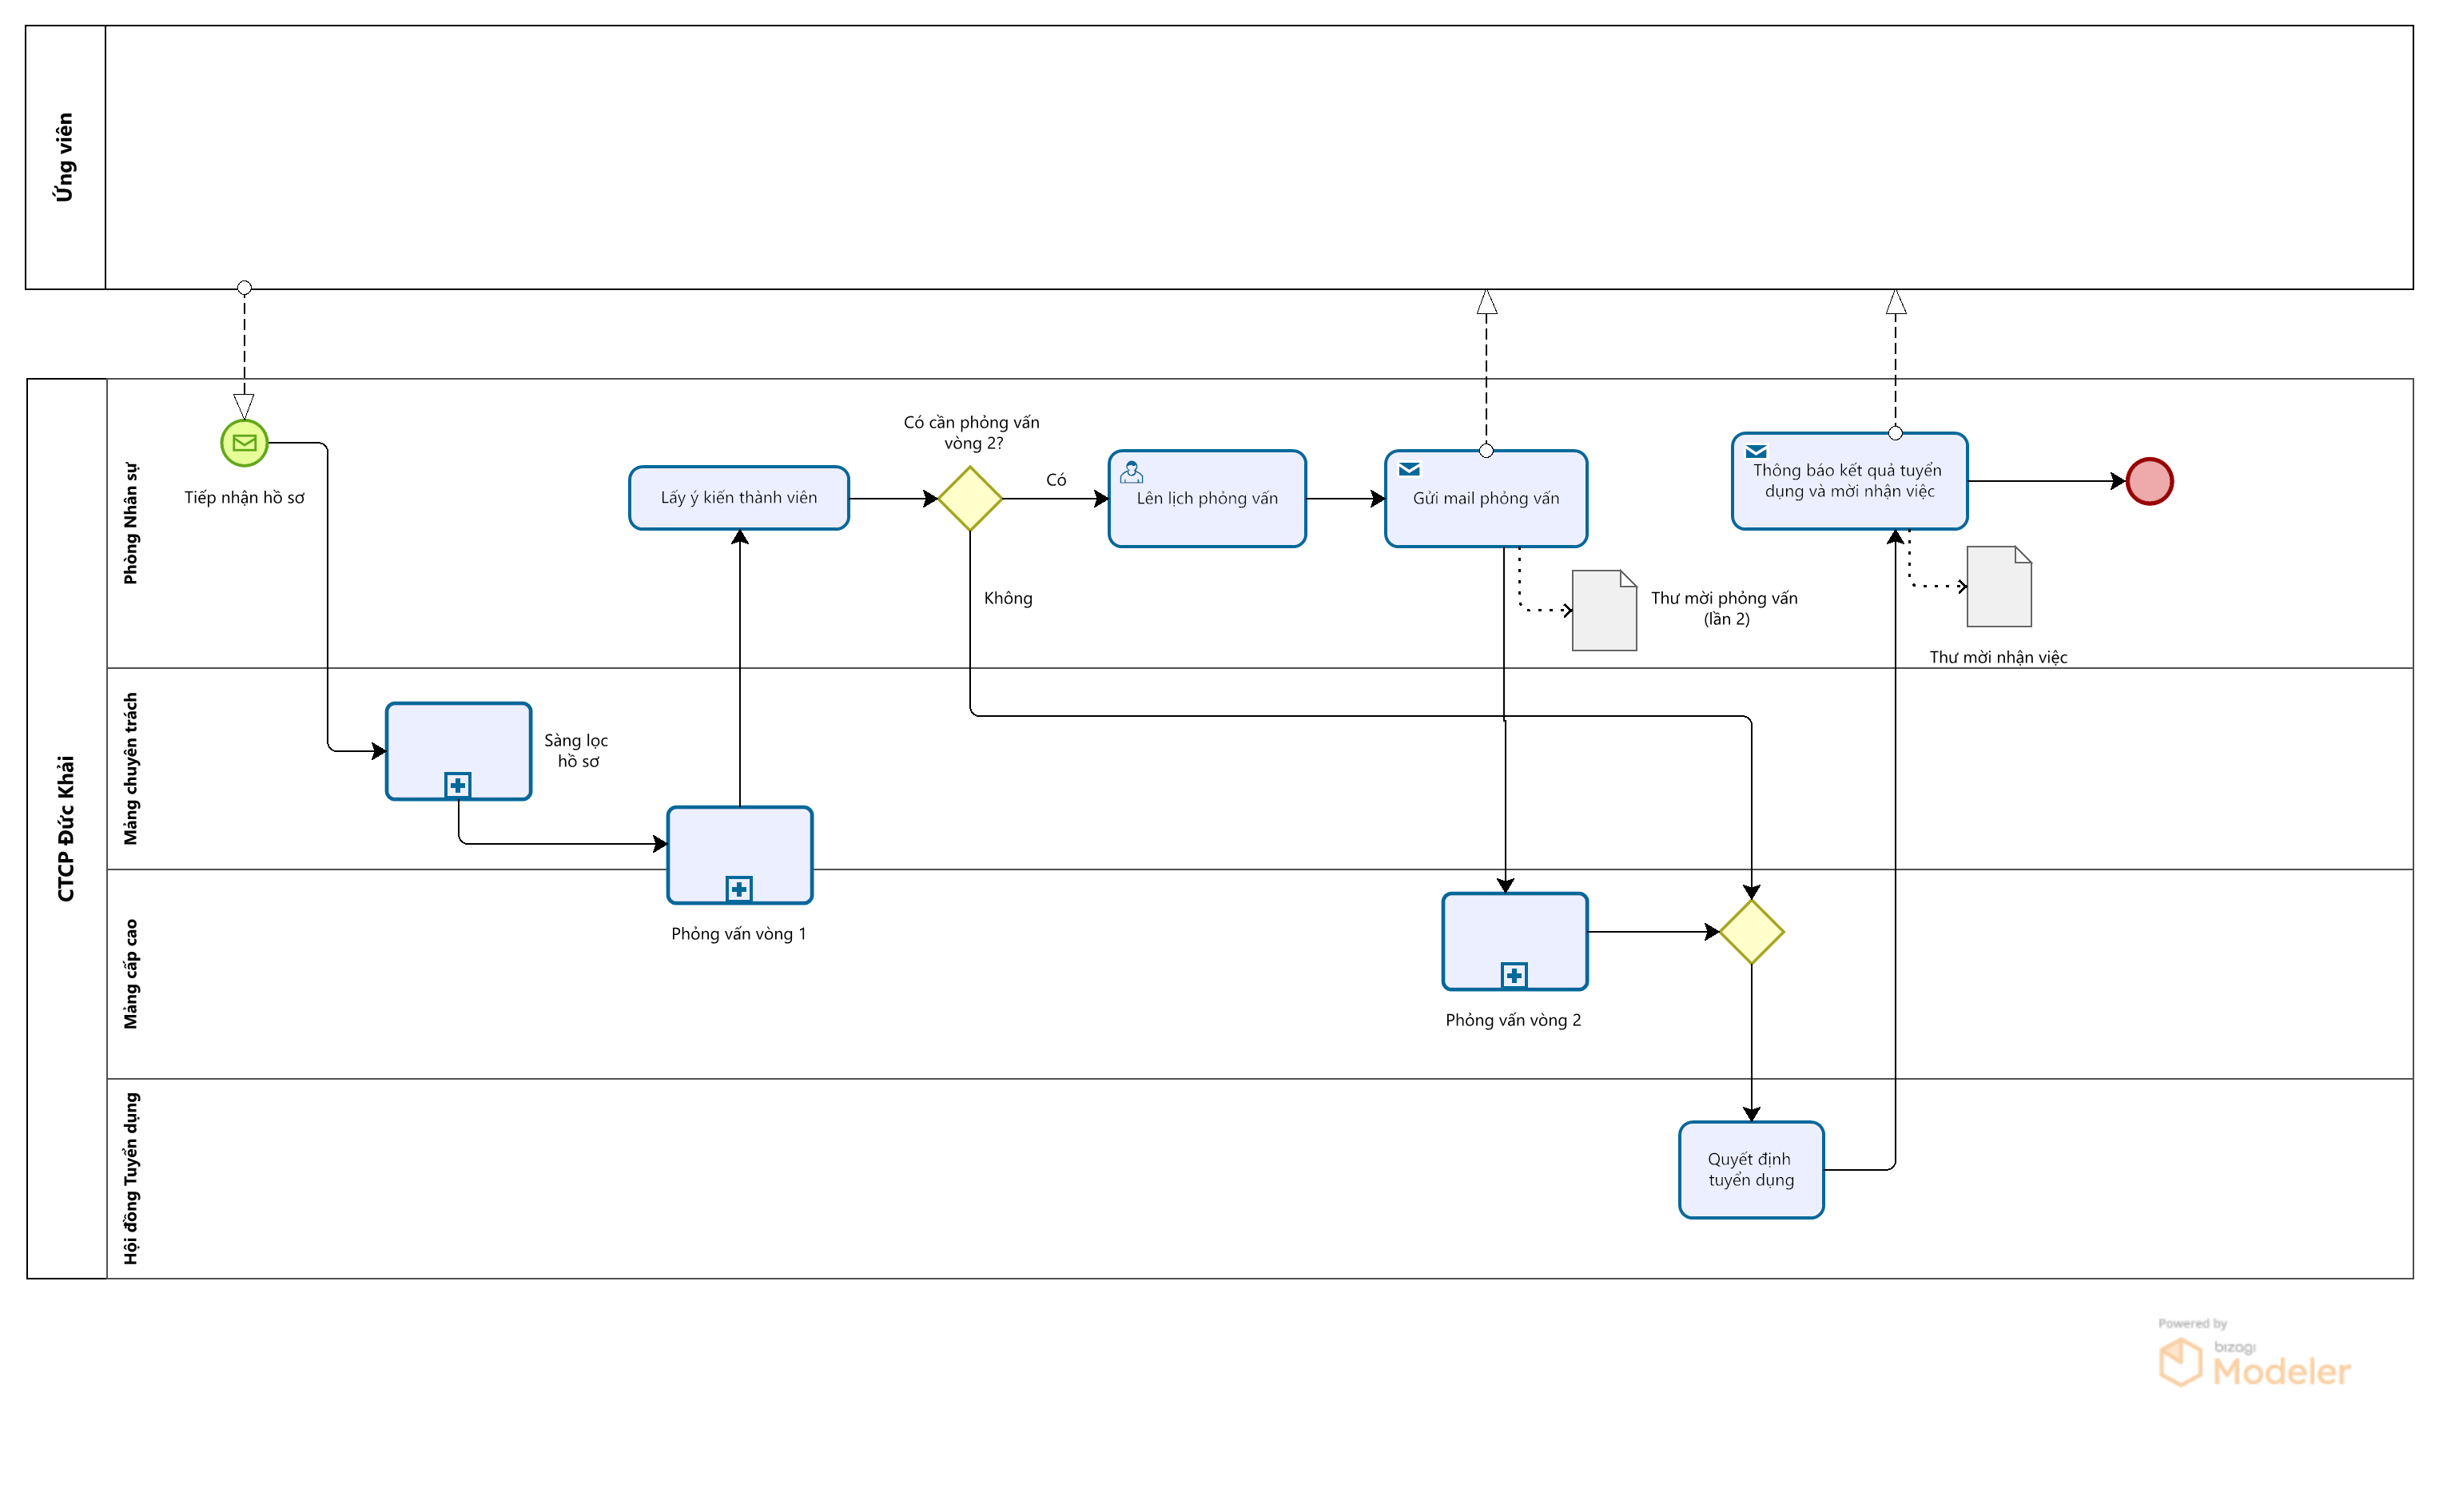 Ứng viên
CTCP Đức Khải
Phòng Nhân sự
Tiếp nhận hồ sơ
Lấy ý kiến thành viên
Có cần phỏng vấn
vòng 2?
Có
Không
Lên lịch phỏng vấn
Gửi mail phỏng vấn
Thư mời phỏng vấn
(lần 2)
Thông báo kết quả tuyển
dụng và mời nhận việc
Thư mời nhận việc
Mảng chuyên trách
Sàng lọc
hồ sơ
Mảng cấp cao
Phỏng vấn vòng 1
Phỏng vấn vòng 2
Hội đồng Tuyển dụng
Quyết định
tuyển dụng
Powered by
bizagi
Modeler